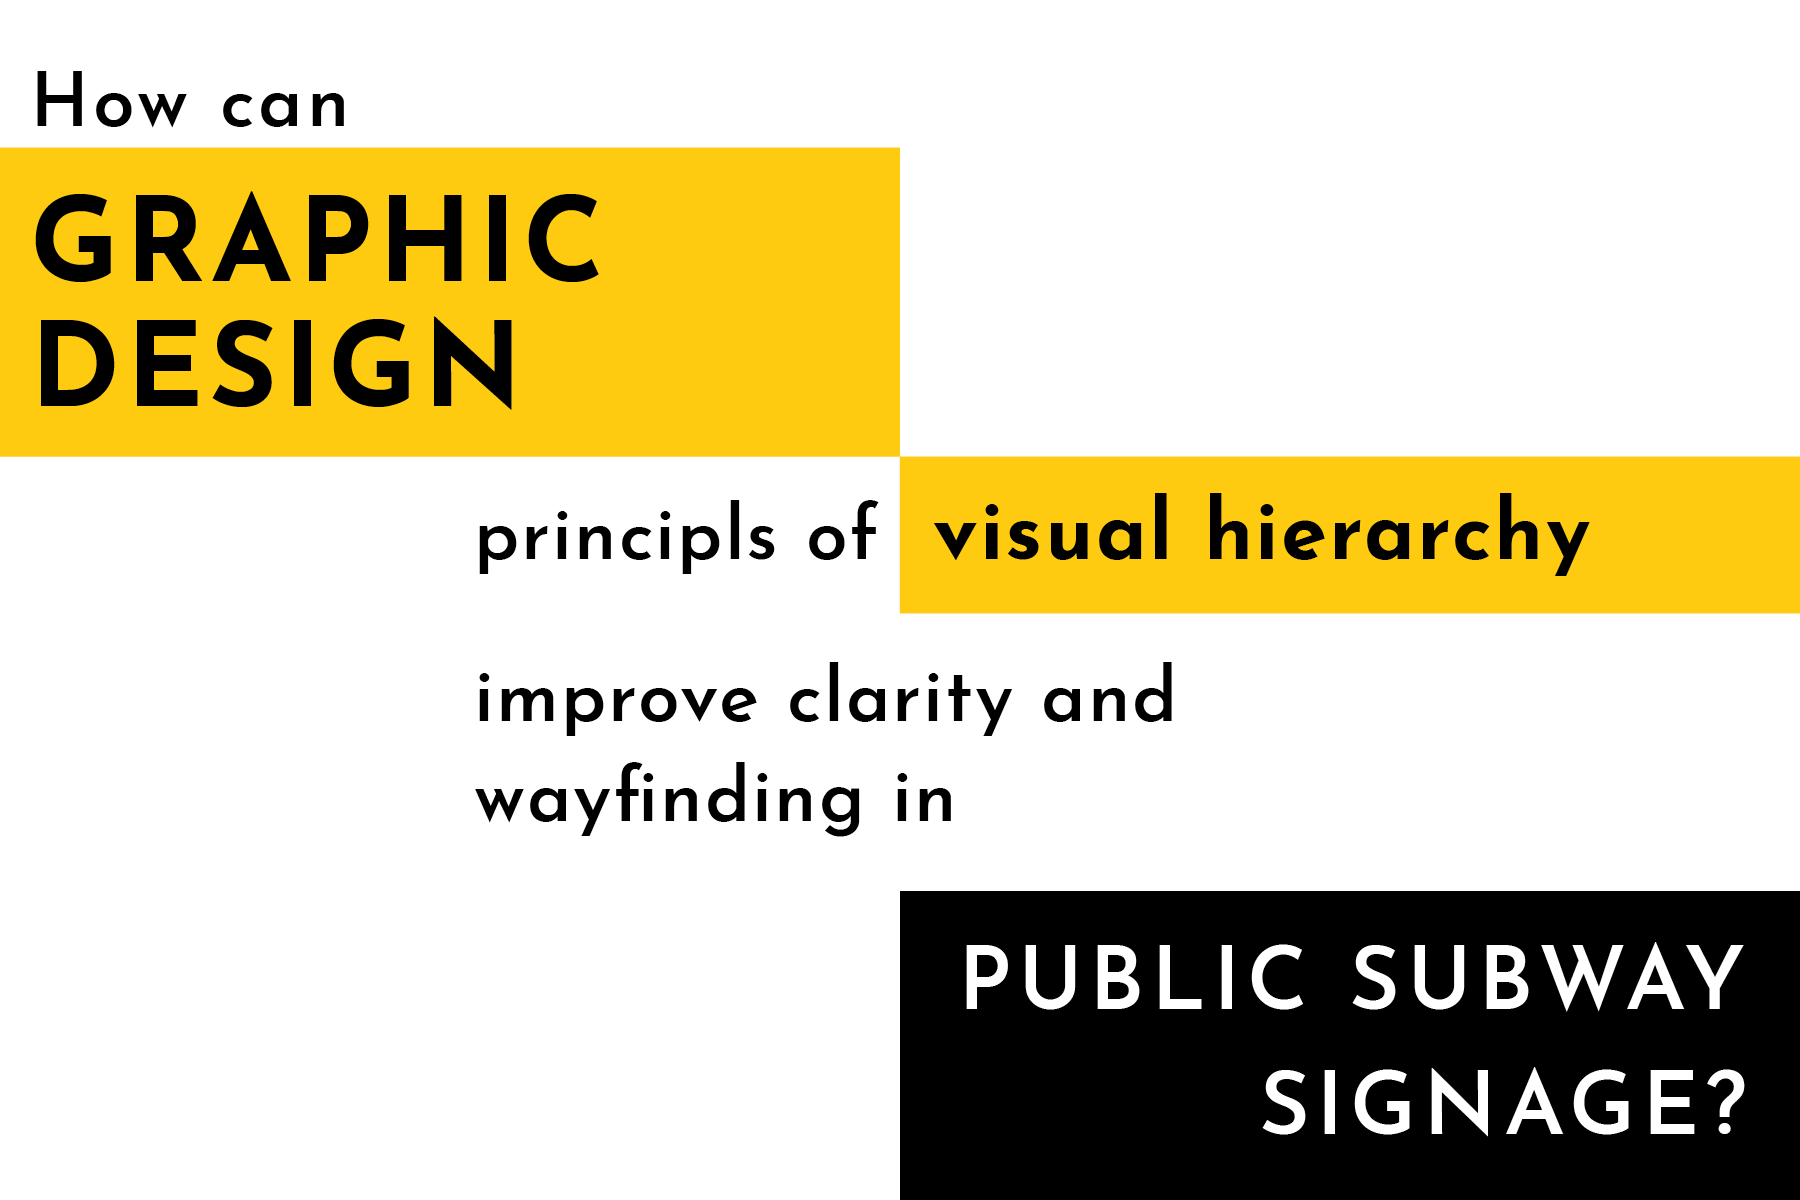 How can
GRAPHIC
DESIGN
principls of visual hierarchy
improve clarity and
wayfinding in
PUBLIC SUBWAY
SIGNAGE?